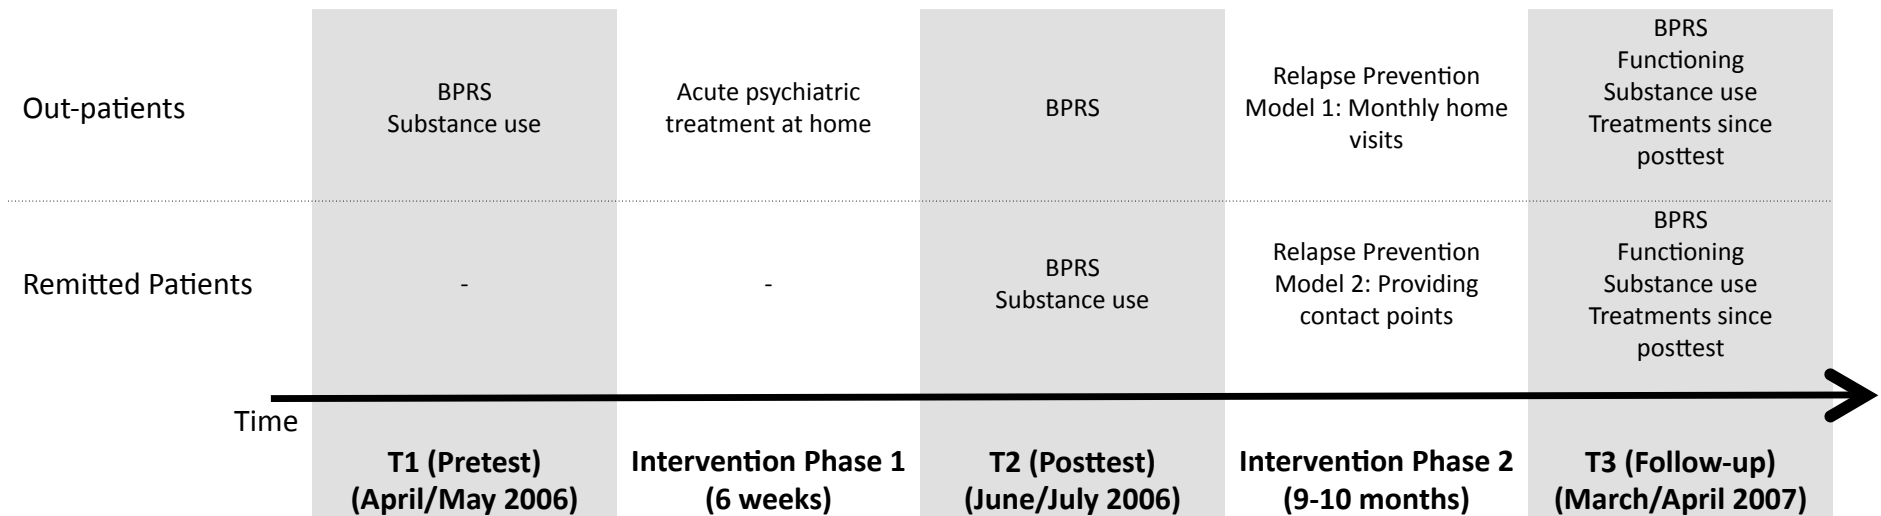 Out-patients
BPRS
Substance use
Acute psychiatric
treatment at home
BPRS
Relapse Prevention
Model 1: Monthly home
visits
BPRS
Functioning
Substance use
Treatments since
posttest
Remitted Patients
-
-
BPRS
Substance use
Relapse Prevention
Model 2: Providing
contact points
BPRS
Functioning
Substance use
Treatments since
posttest
Time
T1 (Pretest)
(April/May 2006)
Intervention Phase 1
(6 weeks)
T2 (Posttest)
(June/July 2006)
Intervention Phase 2
(9-10 months)
T3 (Follow-up)
(March/April 2007)